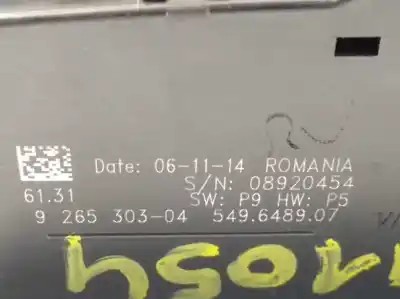 Date: 06-11-14 ROMANIA
S/N: 08920454
61.31
SW: P9 HW: P5
9 265 303-04 549.6489.07